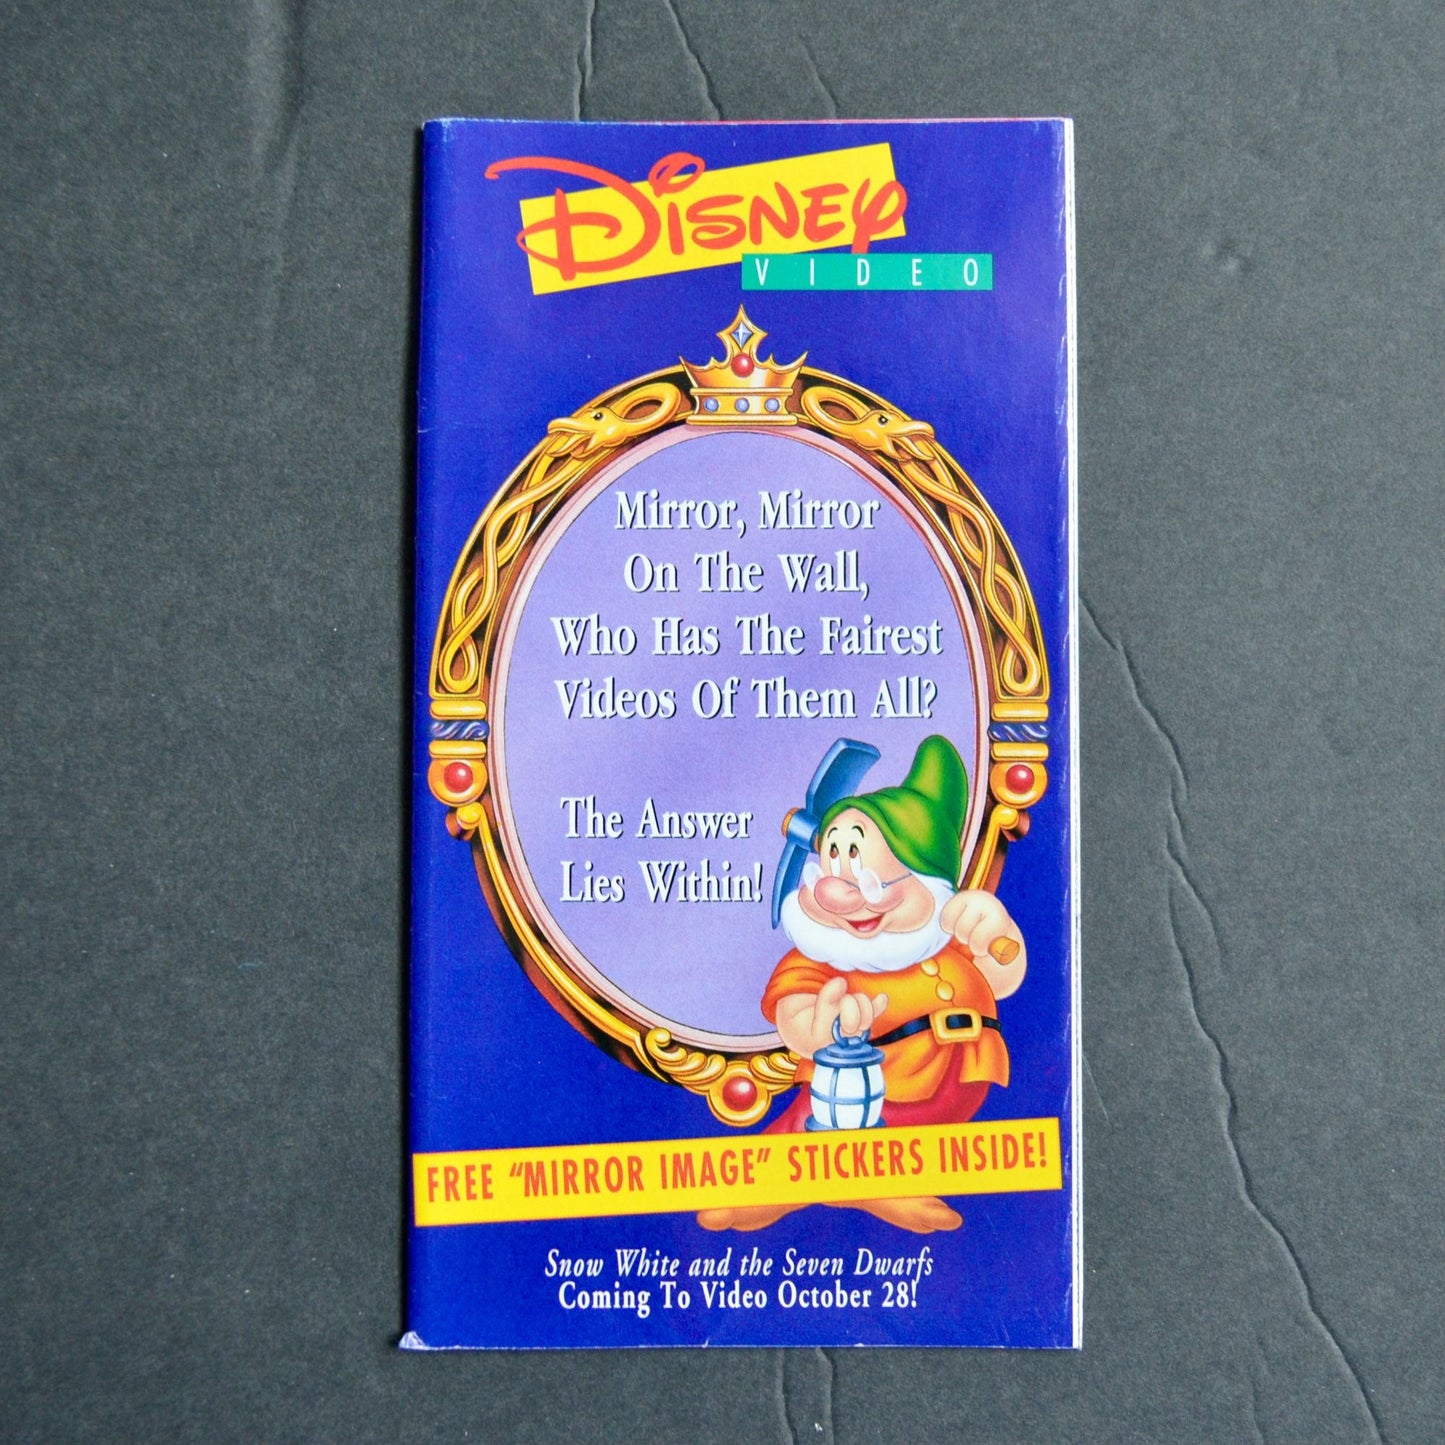 Disney
VIDEO
Mirror, Mirror
On The Wall,
Who Has The Fairest
Videos Of Them All?
The Answer
Lies Within!
FREE “MIRROR IMAGE” STICKERS INSIDE!
Snow White and the Seven Dwarfs
Coming To Video October 28!